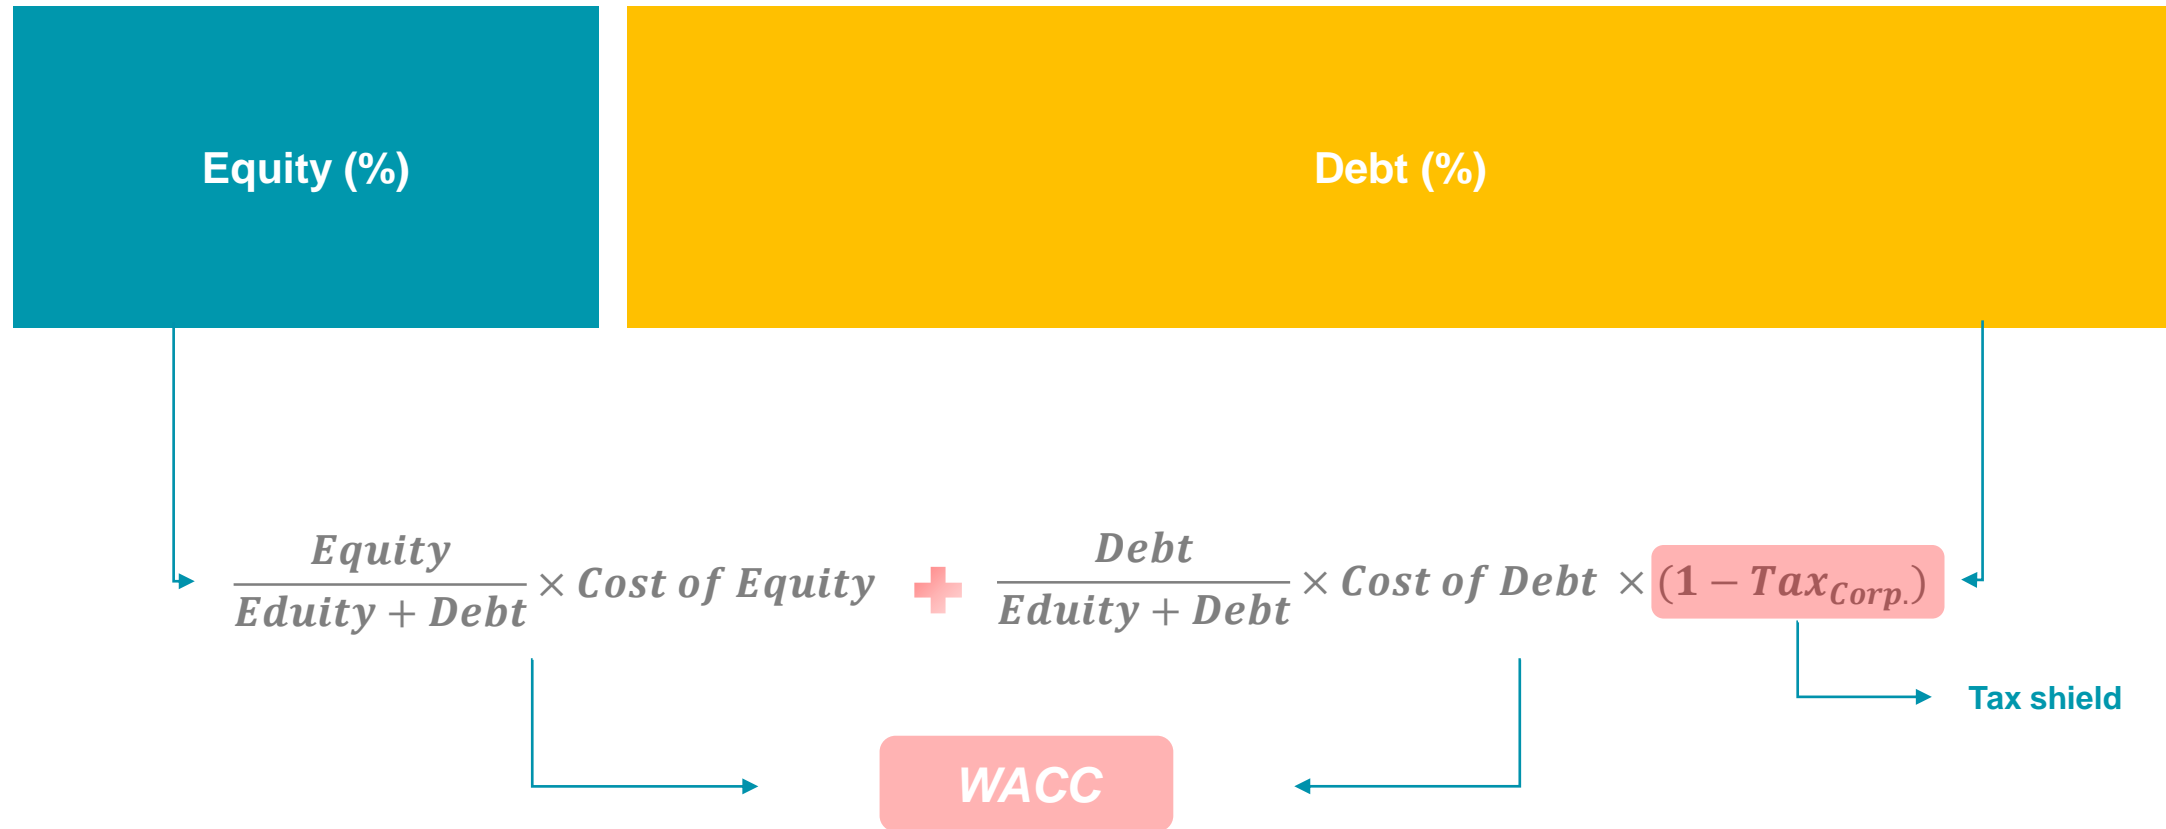 Equity (%)
Debt (%)
Equity
Eduity + Debt
× Cost of Equity
+
Debt
Eduity + Debt
× Cost of Debt × (1 − Tax_Corp.)
Tax shield
WACC